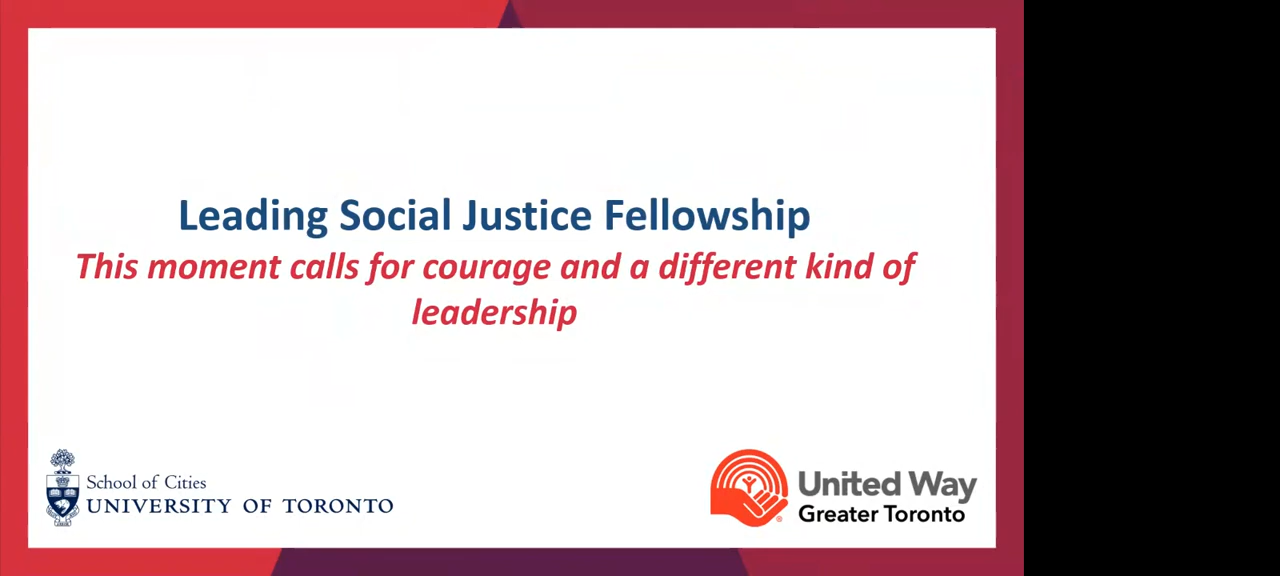 Leading Social Justice Fellowship
This moment calls for courage and a different kind of
leadership
School of Cities
UNIVERSITY OF TORONTO
United Way
Greater Toronto